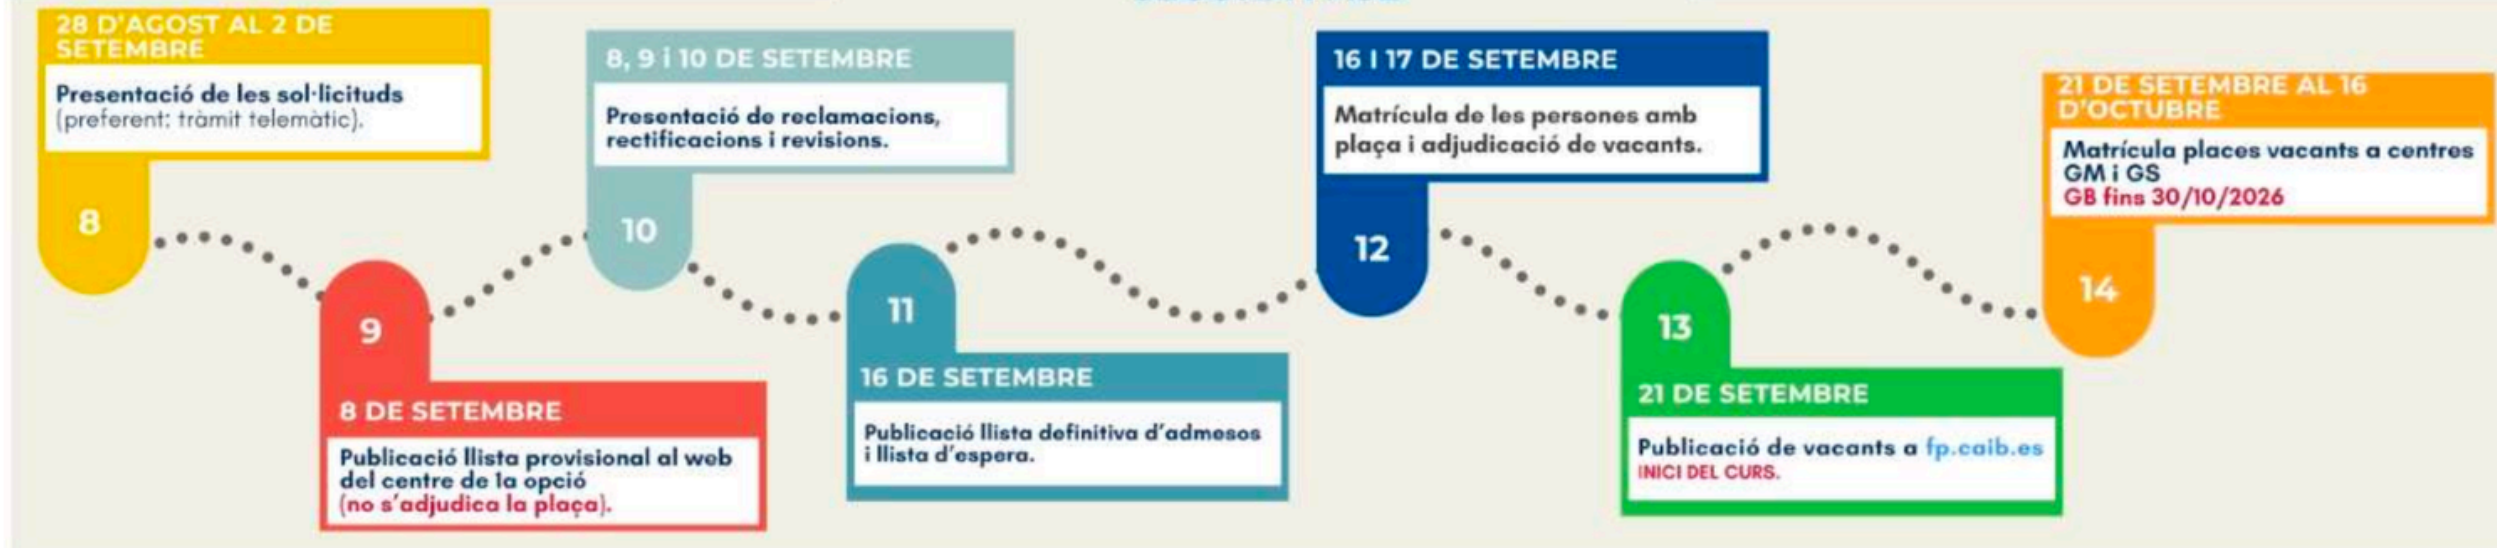 28 D'AGOST AL 2 DE
SETEMBRE
Presentació de les sol·licituds
(preferent: tràmit telemàtic).
8
9
8 DE SETEMBRE
Publicació llista provisional al web
del centre de 1a opció
(no s'adjudica la plaça).
8, 9 i 10 DE SETEMBRE
Presentació de reclamacions,
rectificacions i revisions.
10
11
16 DE SETEMBRE
Publicació llista definitiva d'admesos
i llista d'espera.
16 I 17 DE SETEMBRE
Matrícula de les persones amb
plaça i adjudicació de vacants.
12
13
21 DE SETEMBRE
Publicació de vacants a fp.caib.es
INICI DEL CURS.
21 DE SETEMBRE AL 16
D'OCTUBRE
Matrícula places vacants a centres
GM i GS
GB fins 30/10/2026
14